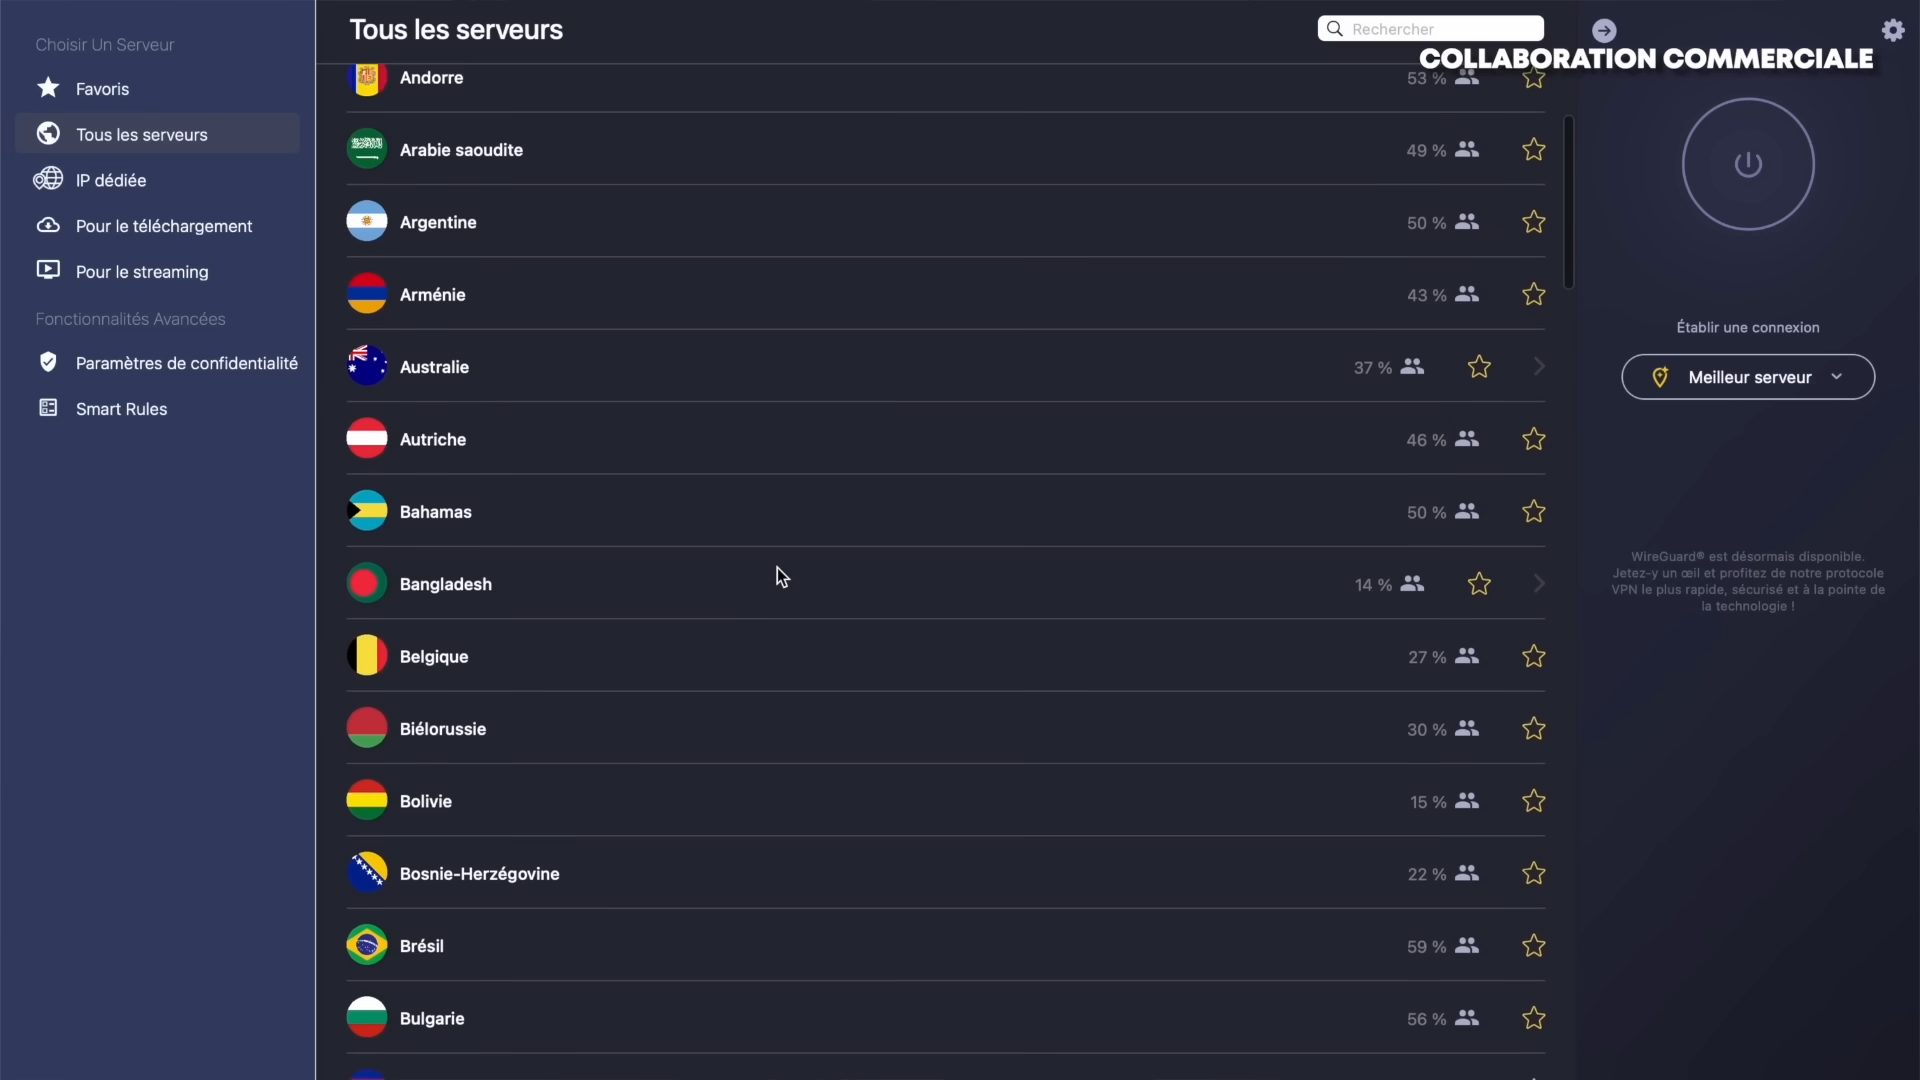 Choisir Un Serveur
Favoris
Tous les serveurs
IP dédiée
Pour le téléchargement
Pour le streaming
Fonctionnalités Avancées
Paramètres de confidentialité
Smart Rules
Tous les serveurs
Rechercher
COLLABORATION COMMERCIALE
Andorre 53 %
Arabie saoudite 49 %
Argentine 50 %
Arménie 43 %
Australie 37 %
Autriche 46 %
Bahamas 50 %
Bangladesh 14 %
Belgique 27 %
Biélorussie 30 %
Bolivie 15 %
Bosnie-Herzégovine 22 %
Brésil 59 %
Bulgarie 56 %
Établir une connexion
Meilleur serveur
WireGuard® est désormais disponible.
Jetez-y un œil et profitez de notre protocole
VPN le plus rapide, sécurisé et à la pointe de
la technologie !